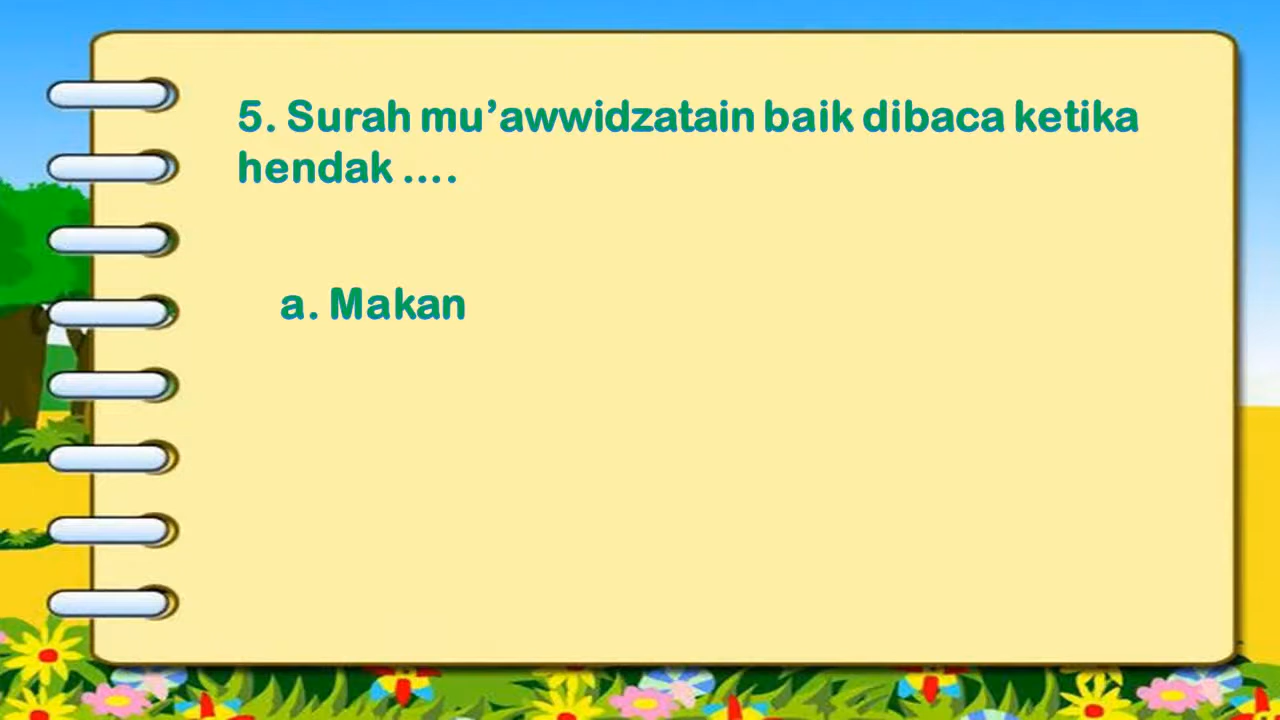 5. Surah mu’awwidzatain baik dibaca ketika
hendak ....
a. Makan